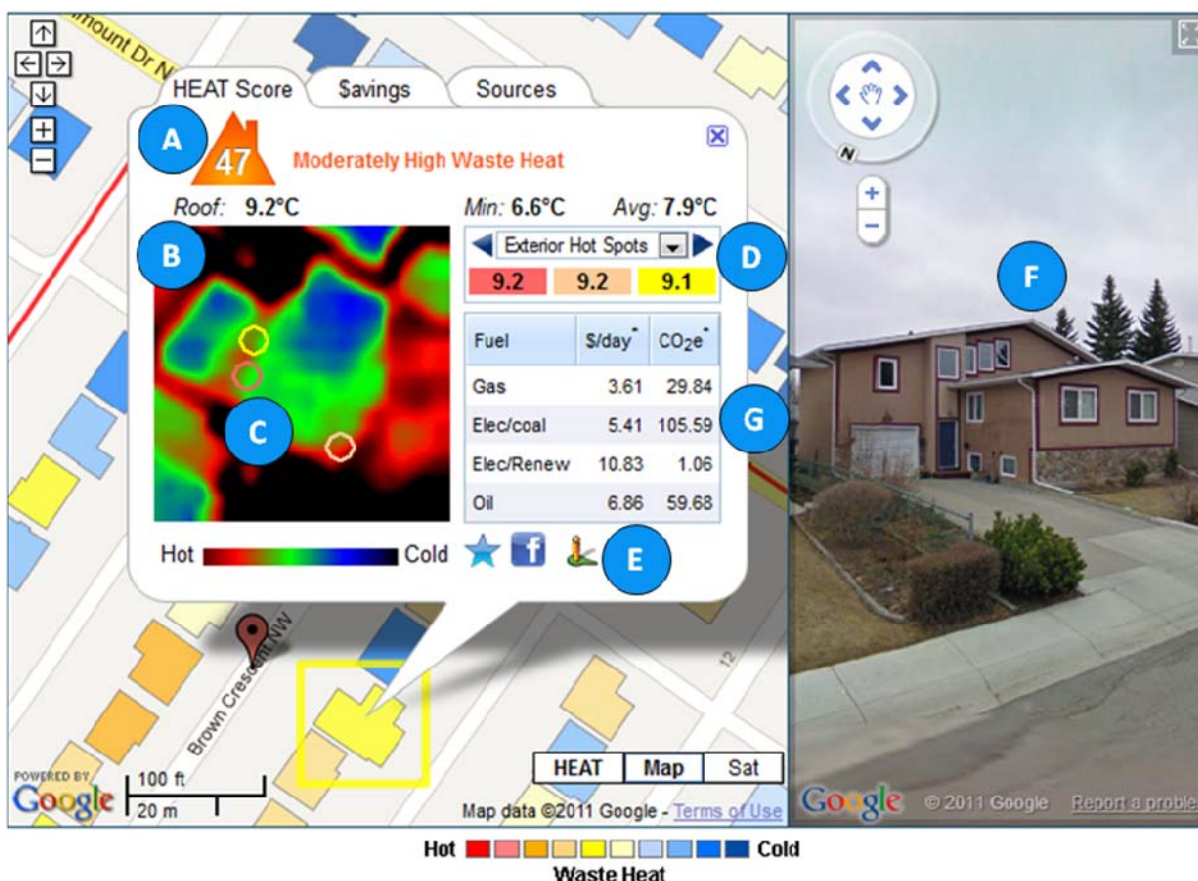 mount Dr N
HEAT Score
$avings
Sources
A
47
Moderately High Waste Heat
Roof: 9.2°C
Min: 6.6°C
Avg: 7.9°C
B
Exterior Hot Spots
D
9.2 9.2 9.1
Fuel $/day* CO2e*
Gas 3.61 29.84
Elec/coal 5.41 105.59
Elec/Renew 10.83 1.06
Oil 6.86 59.68
G
C
Hot
Cold
f
E
Brown Crescent NW
12
POWERED BY
Google
100 ft
20 m
HEAT Map Sat
Map data ©2011 Google - Terms of Use
N
F
Google © 2011 Google Report a proble
Hot
Cold
Waste Heat